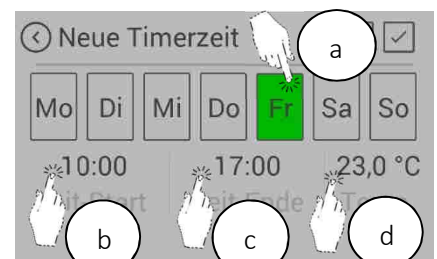 Neue Timerzeit a
Mo Di Mi Do Fr Sa So
10:00 17:00 23,0 °C
b c d